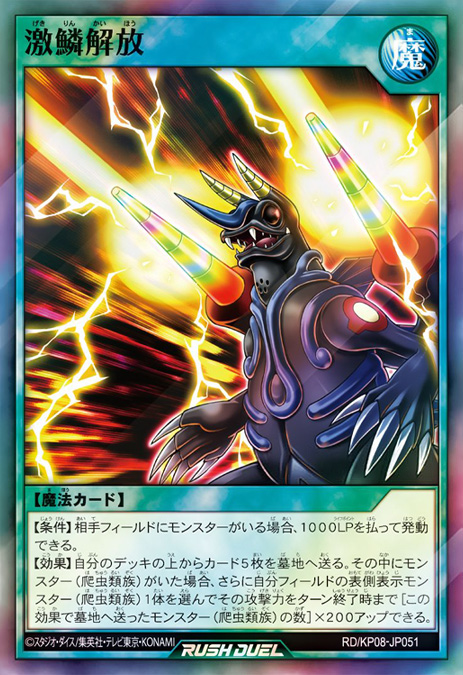 げき りん かい ほう
激鱗解放
ま
魔
【魔法カード】
【条件】相手フィールドにモンスターがいる場合、1000LPを払って発動
できる。
【効果】自分のデッキの上からカード5枚を墓地へ送る。その中にモン
スター(爬虫類族)がいた場合、さらに自分フィールドの表側表示モン
スター(爬虫類族)1体を選んでその攻撃力をターン終了時まで[この
効果で墓地へ送ったモンスター(爬虫類族)の数]×200アップできる。
©スタジオ・ダイス/集英社・テレビ東京・KONAMI RUSH DUEL RD/KP08-JP051